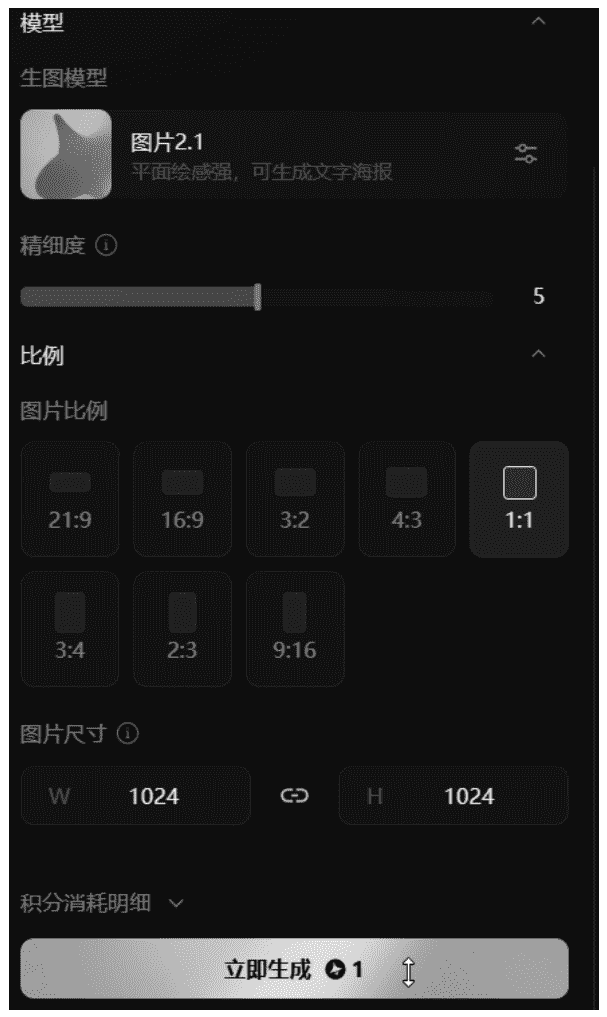 模型
生图模型
图片2.1
平面绘感强，可生成文字海报
精细度
5
比例
图片比例
21:9 16:9 3:2 4:3 1:1
3:4 2:3 9:16
图片尺寸
W 1024 H 1024
积分消耗明细
立即生成 1